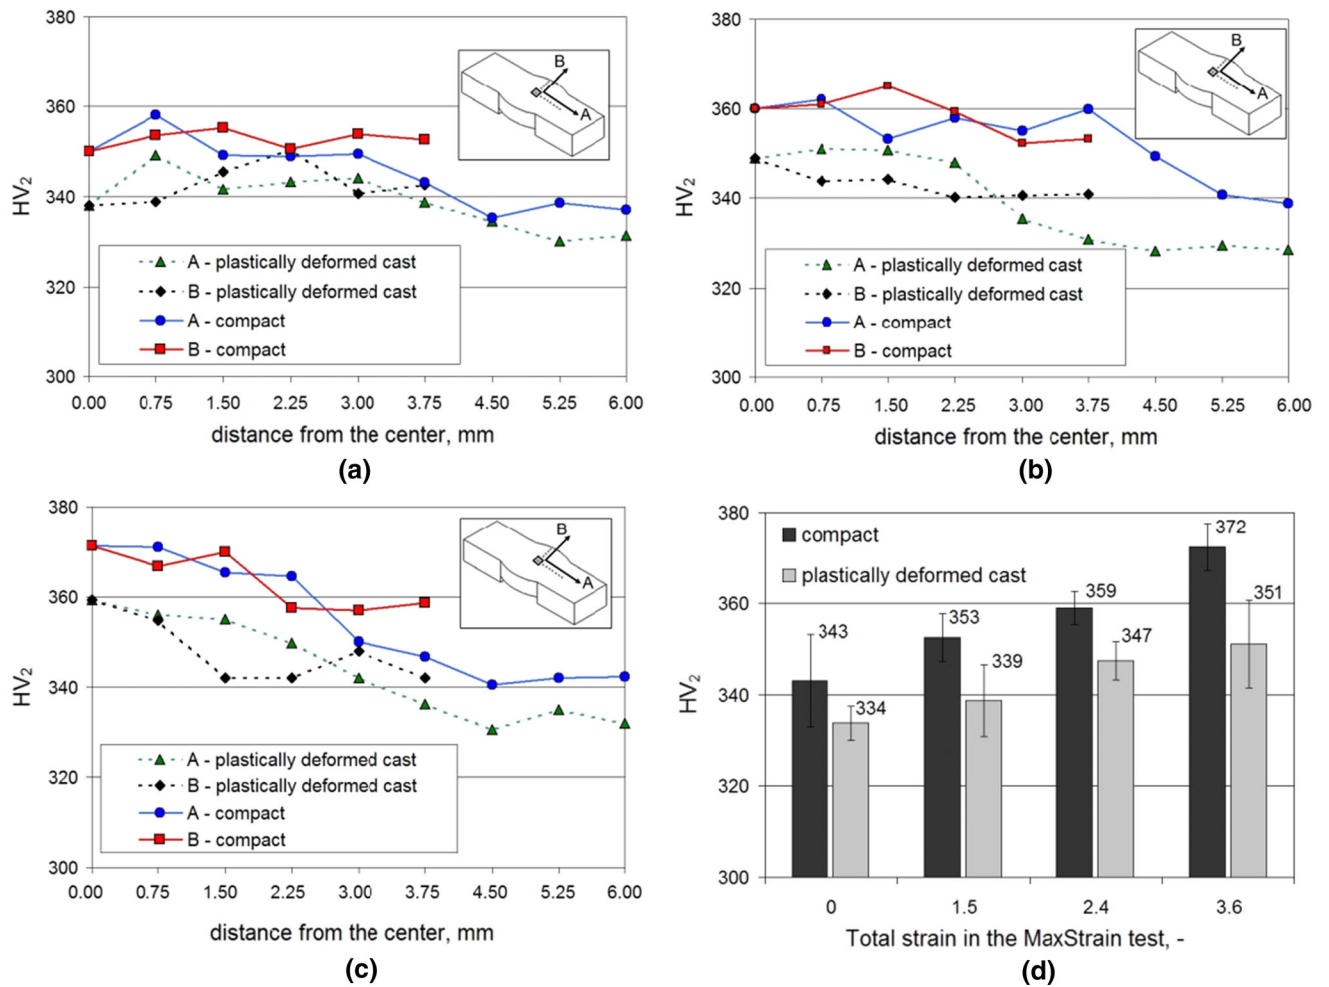 380
360
340
320
300
HV2
B
A
A - plastically deformed cast
B - plastically deformed cast
A - compact
B - compact
0.00 0.75 1.50 2.25 3.00 3.75 4.50 5.25 6.00
distance from the center, mm
(a)
380
360
340
320
300
HV2
B
A
A - plastically deformed cast
B - plastically deformed cast
A - compact
B - compact
0.00 0.75 1.50 2.25 3.00 3.75 4.50 5.25 6.00
distance from the center, mm
(b)
380
360
340
320
300
HV2
B
A
A - plastically deformed cast
B - plastically deformed cast
A - compact
B - compact
0.00 0.75 1.50 2.25 3.00 3.75 4.50 5.25 6.00
distance from the center, mm
(c)
380
360
340
320
300
HV2
compact
plastically deformed cast
343
334
353
339
359
347
372
351
0 1.5 2.4 3.6
Total strain in the MaxStrain test, -
(d)